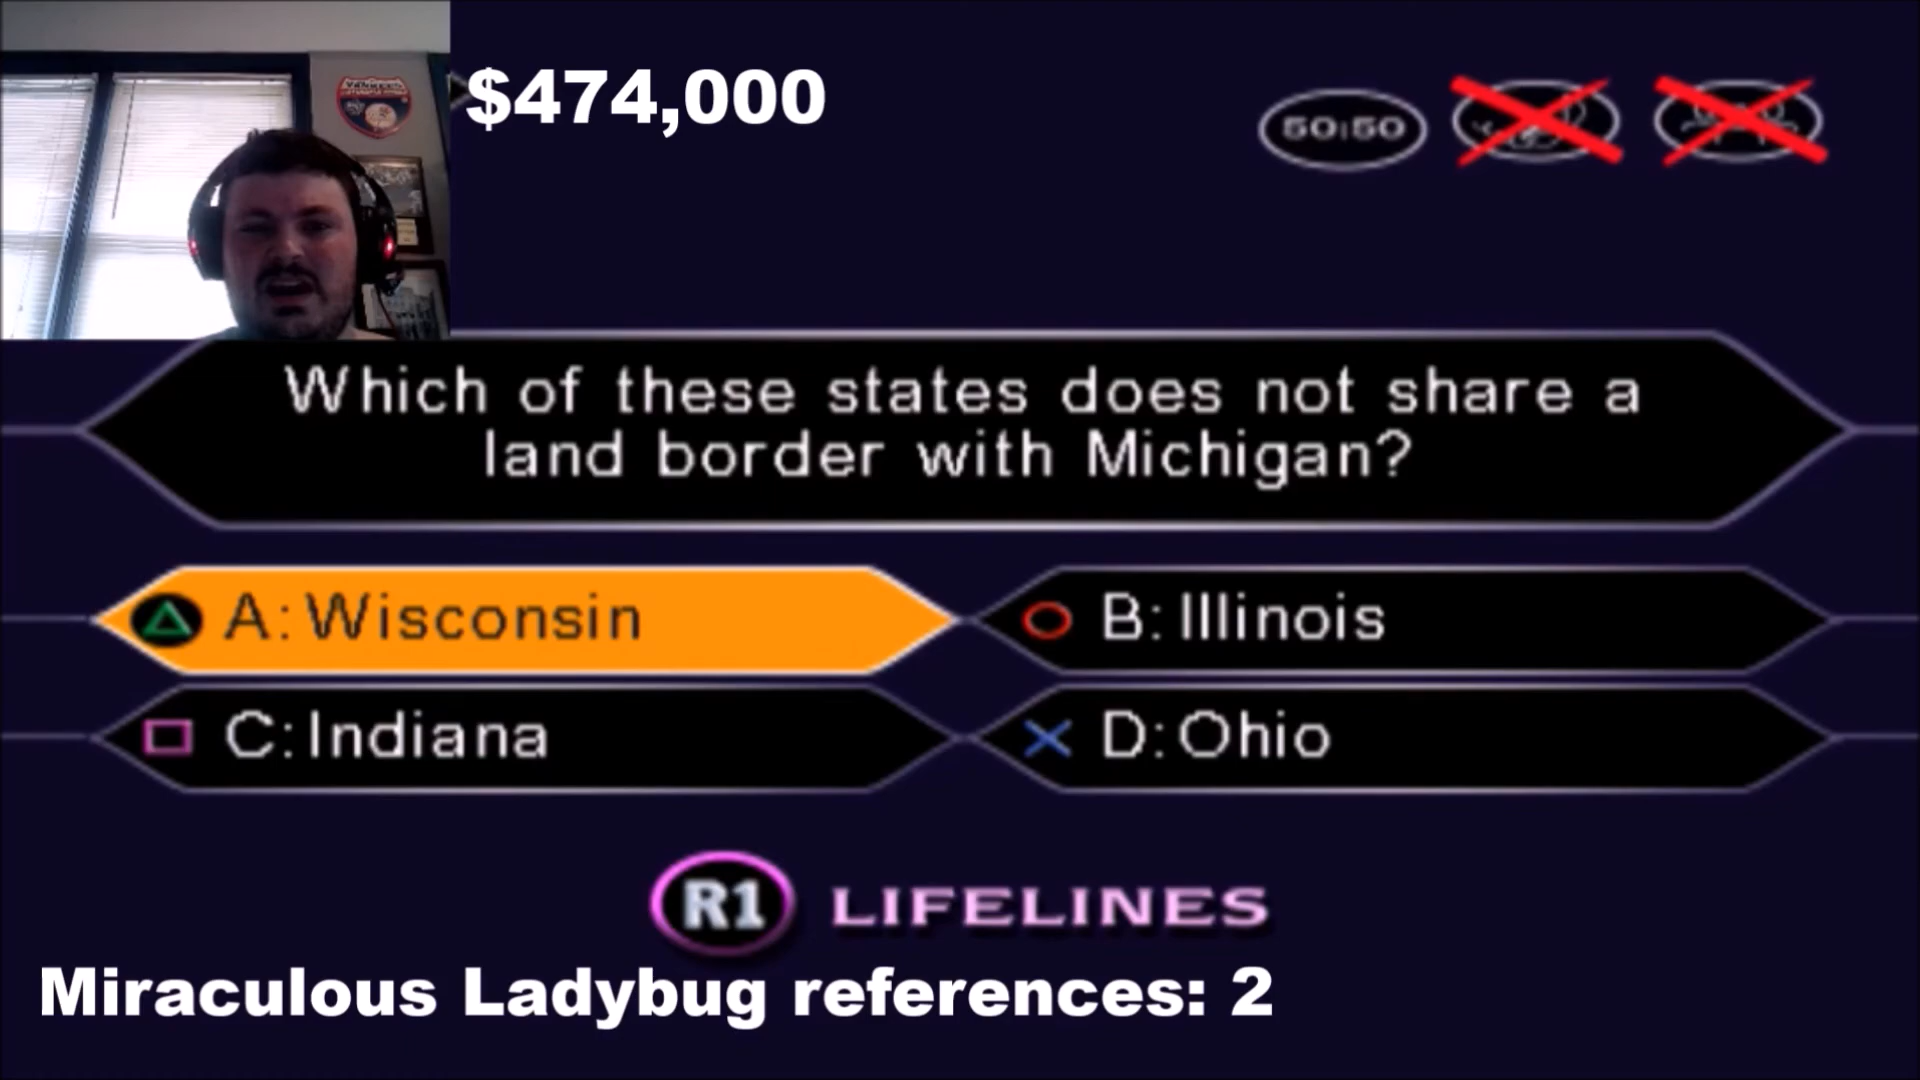 YANKEES
$474,000
50:50
Which of these states does not share a
land border with Michigan?
A: Wisconsin
B: Illinois
C: Indiana
D: Ohio
R1 LIFELINES
Miraculous Ladybug references: 2